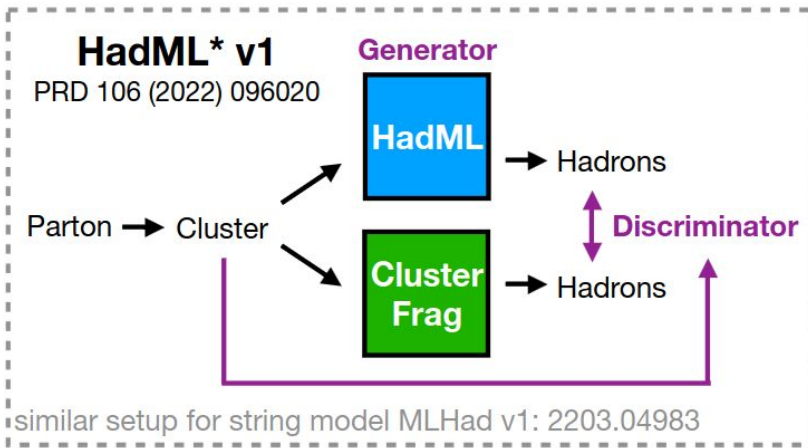 HadML* v1
PRD 106 (2022) 096020
Generator
HadML
Hadrons
Parton
Cluster
Discriminator
Cluster
Frag
Hadrons
similar setup for string model MLHad v1: 2203.04983